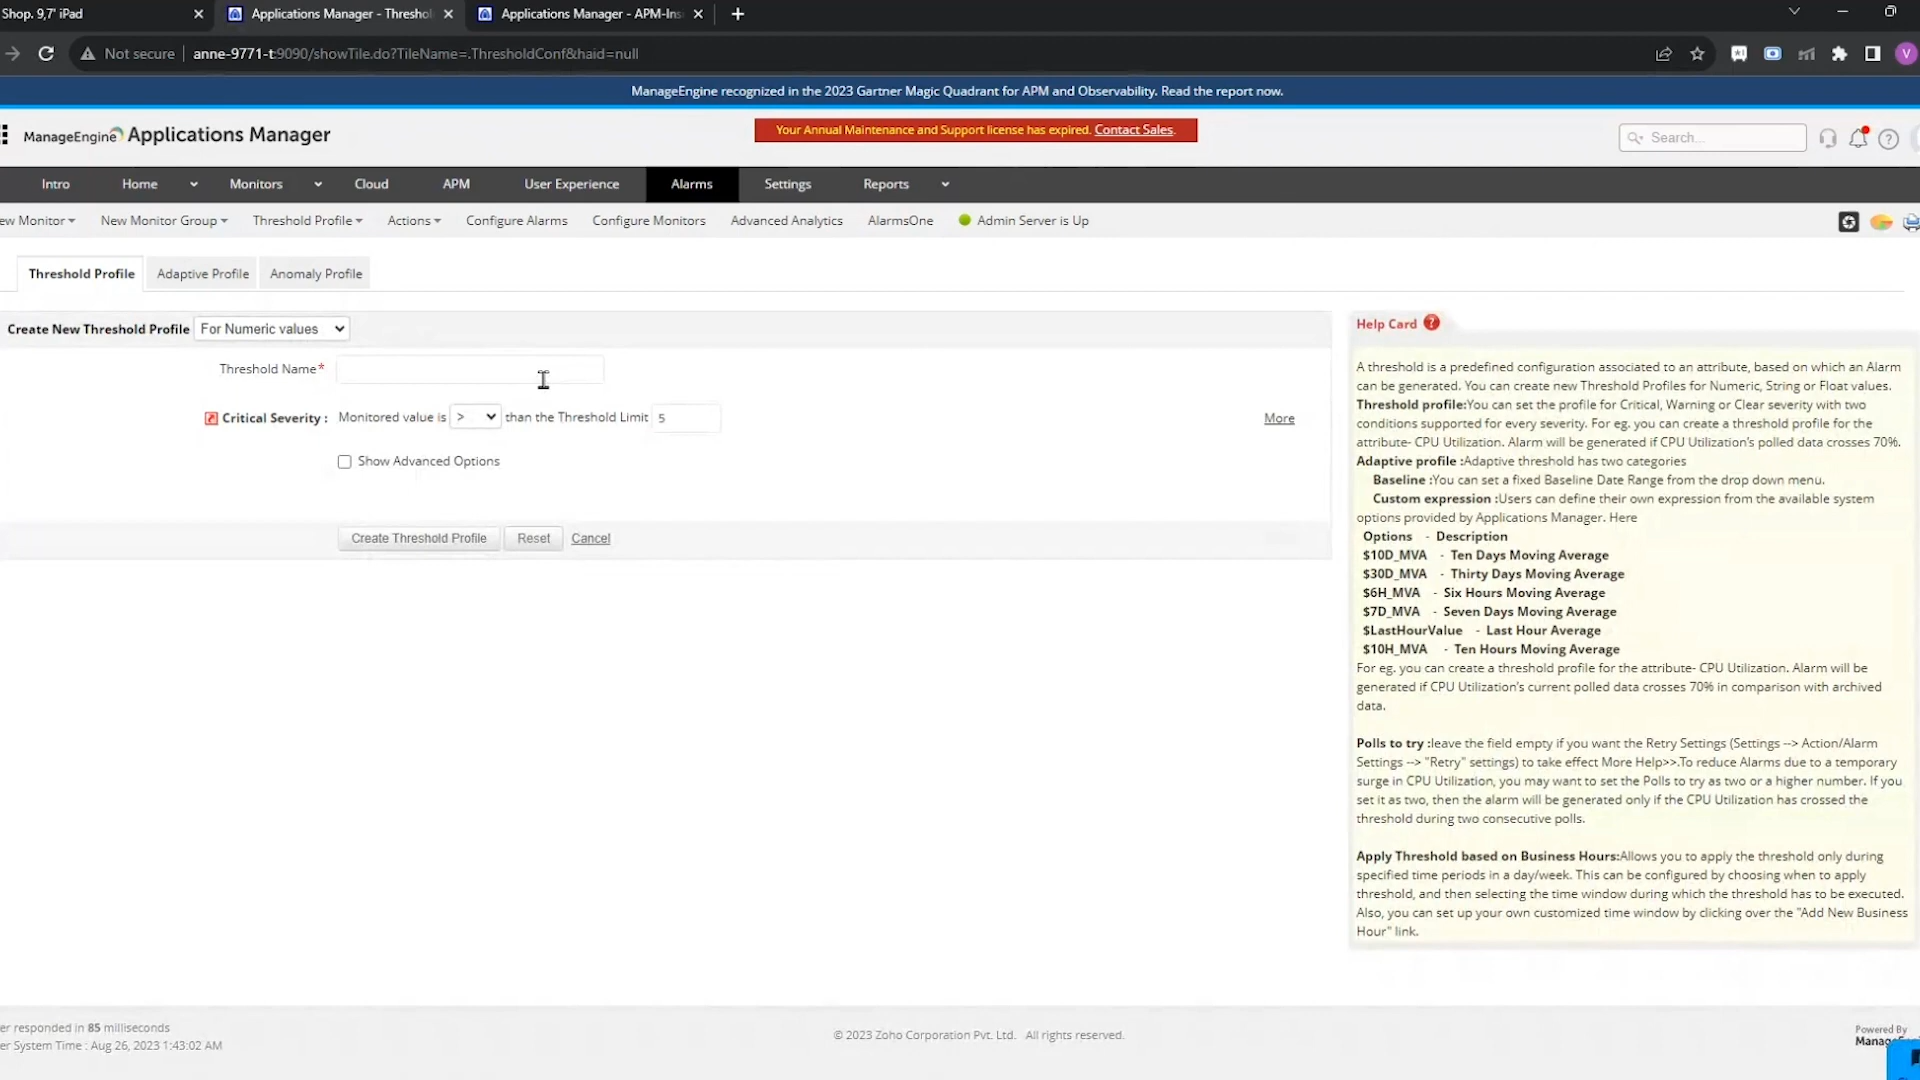 Shop. 9,7' iPad
Applications Manager - Threshol
Applications Manager - APM-Ins
Not secure
anne-9771-t:9090/showTile.do?TileName=.ThresholdConf&haid=null
ManageEngine recognized in the 2023 Gartner Magic Quadrant for APM and Observability. Read the report now.
ManageEngine Applications Manager
Your Annual Maintenance and Support license has expired. Contact Sales.
Search...
Intro Home Monitors Cloud APM User Experience Alarms Settings Reports
ew Monitor New Monitor Group Threshold Profile Actions Configure Alarms Configure Monitors Advanced Analytics AlarmsOne Admin Server is Up
Threshold Profile Adaptive Profile Anomaly Profile
Create New Threshold Profile For Numeric values
Threshold Name*
Critical Severity : Monitored value is > than the Threshold Limit 5 More
Show Advanced Options
Create Threshold Profile Reset Cancel
Help Card ?
A threshold is a predefined configuration associated to an attribute, based on which an Alarm
can be generated. You can create new Threshold Profiles for Numeric, String or Float values.
Threshold profile:You can set the profile for Critical, Warning or Clear severity with two
conditions supported for every severity. For eg. you can create a threshold profile for the
attribute- CPU Utilization. Alarm will be generated if CPU Utilization's polled data crosses 70%.
Adaptive profile :Adaptive threshold has two categories
Baseline :You can set a fixed Baseline Date Range from the drop down menu.
Custom expression :Users can define their own expression from the available system
options provided by Applications Manager. Here
Options - Description
$10D_MVA - Ten Days Moving Average
$30D_MVA - Thirty Days Moving Average
$6H_MVA - Six Hours Moving Average
$7D_MVA - Seven Days Moving Average
$LastHourValue - Last Hour Average
$10H_MVA - Ten Hours Moving Average
For eg. you can create a threshold profile for the attribute- CPU Utilization. Alarm will be
generated if CPU Utilization's current polled data crosses 70% in comparison with archived
data.
Polls to try :leave the field empty if you want the Retry Settings (Settings --> Action/Alarm
Settings --> "Retry" settings) to take effect More Help>>.To reduce Alarms due to a temporary
surge in CPU Utilization, you may want to set the Polls to try as two or a higher number. If you
set it as two, then the alarm will be generated only if the CPU Utilization has crossed the
threshold during two consecutive polls.
Apply Threshold based on Business Hours:Allows you to apply the threshold only during
specified time periods in a day/week. This can be configured by choosing when to apply
threshold, and then selecting the time window during which the threshold has to be executed.
Also, you can set up your own customized time window by clicking over the "Add New Business
Hour" link.
er responded in 85 milliseconds
er System Time : Aug 26, 2023 1:43:02 AM
© 2023 Zoho Corporation Pvt. Ltd. All rights reserved.
Powered By